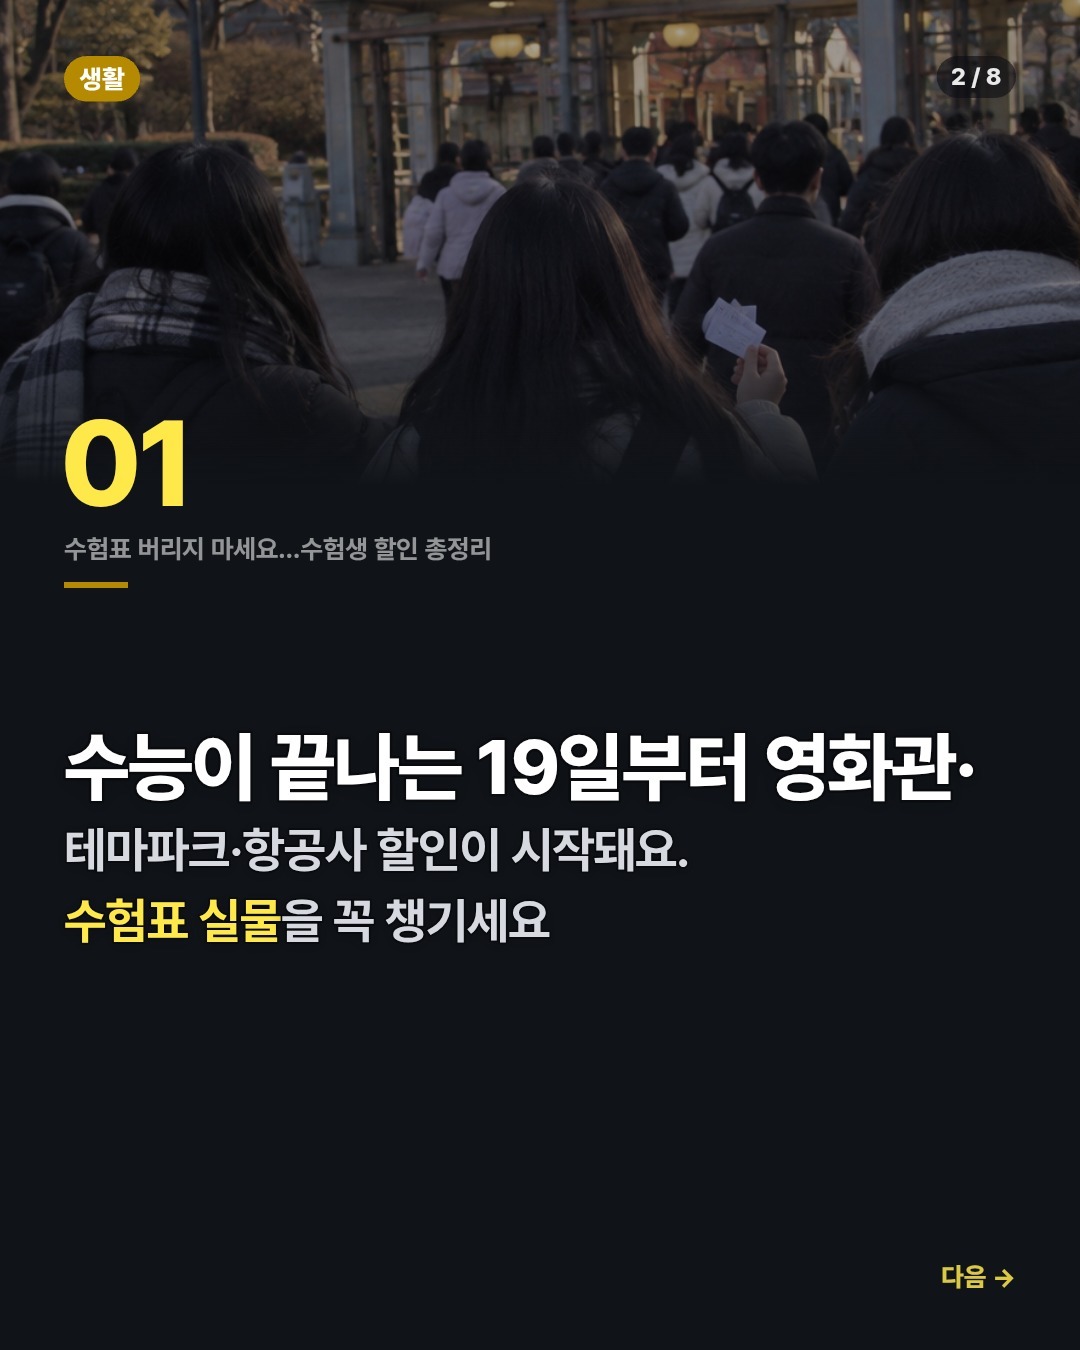 생활
2 / 8
01
수험표 버리지 마세요...수험생 할인 총정리
수능이 끝나는 19일부터 영화관·
테마파크·항공사 할인이 시작돼요.
수험표 실물을 꼭 챙기세요
다음 →